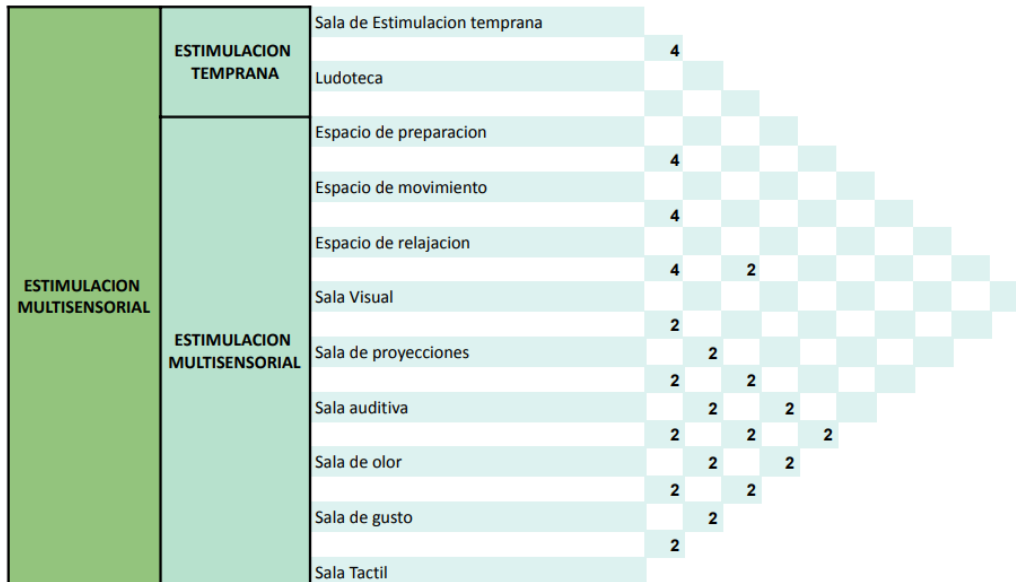 Sala de Estimulacion temprana
ESTIMULACION
TEMPRANA
4
Ludoteca
Espacio de preparacion
4
Espacio de movimiento
4
Espacio de relajacion
4 2
ESTIMULACION
MULTISENSORIAL
Sala Visual
2
ESTIMULACION
MULTISENSORIAL
Sala de proyecciones 2
2 2
Sala auditiva 2 2
2 2 2
Sala de olor 2 2
2 2
Sala de gusto 2
2
Sala Tactil